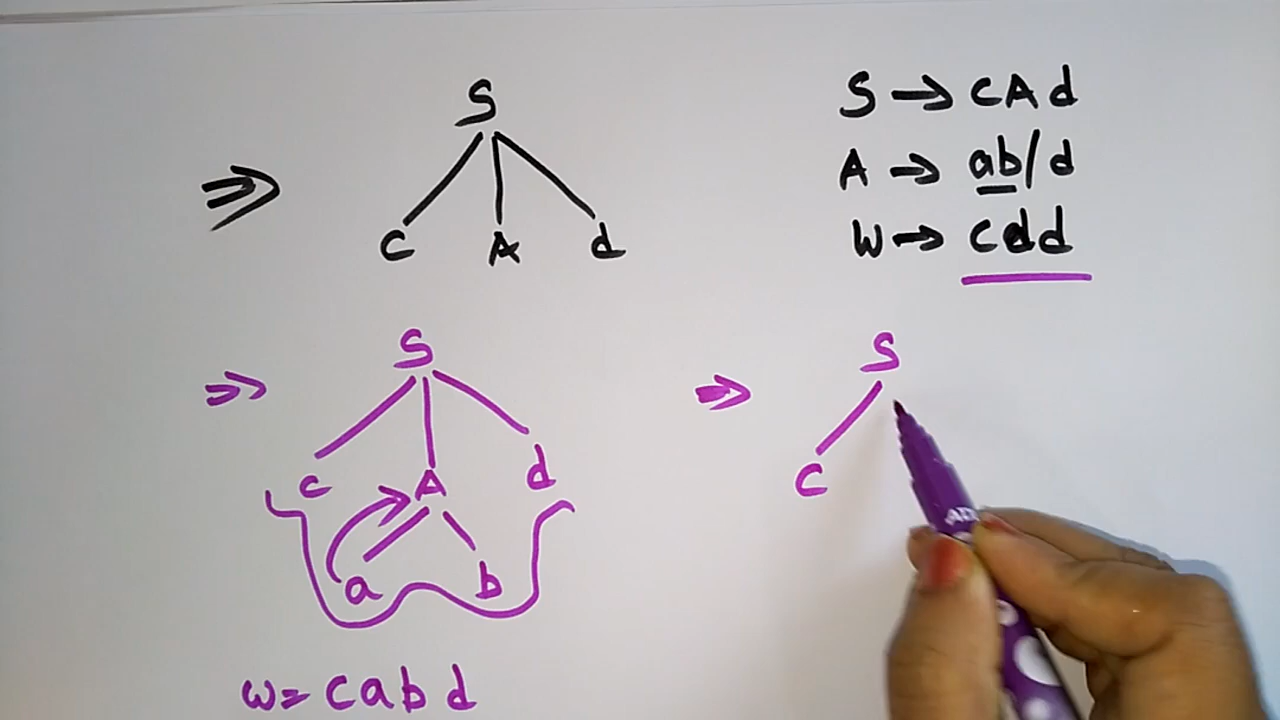 S
c A d
S → cAd
A → ab/d
W → cdd
S
c A d
a b
w= cabd
S
c